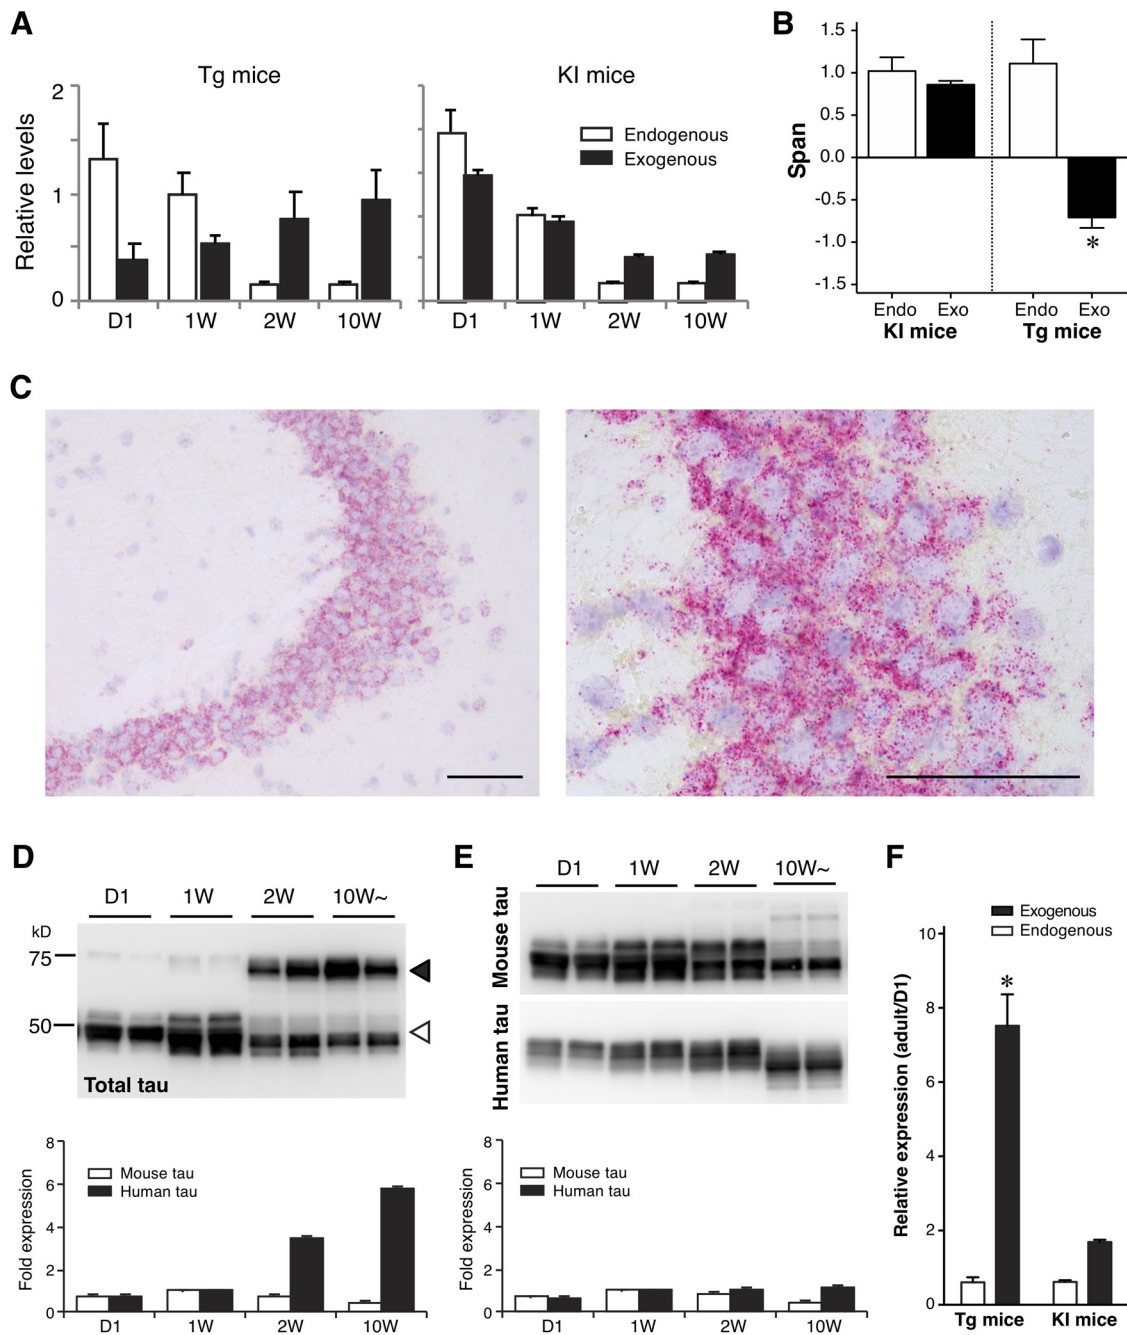 A
Tg mice
KI mice
Relative levels
2
1
0
Endogenous
Exogenous
D1 1W 2W 10W
D1 1W 2W 10W
B
Span
1.5
1.0
0.5
0.0
-0.5
-1.0
-1.5
*
Endo Exo Endo Exo
KI mice Tg mice
C
D
D1 1W 2W 10W~
kD
75
50
Total tau
Fold expression
8
6
4
2
0
Mouse tau
Human tau
D1 1W 2W 10W
E
D1 1W 2W 10W~
Mouse tau
Human tau
Fold expression
8
6
4
2
0
Mouse tau
Human tau
D1 1W 2W 10W
F
Exogenous
Endogenous
Relative expression (adult/D1)
10
8
6
4
2
0
*
Tg mice KI mice